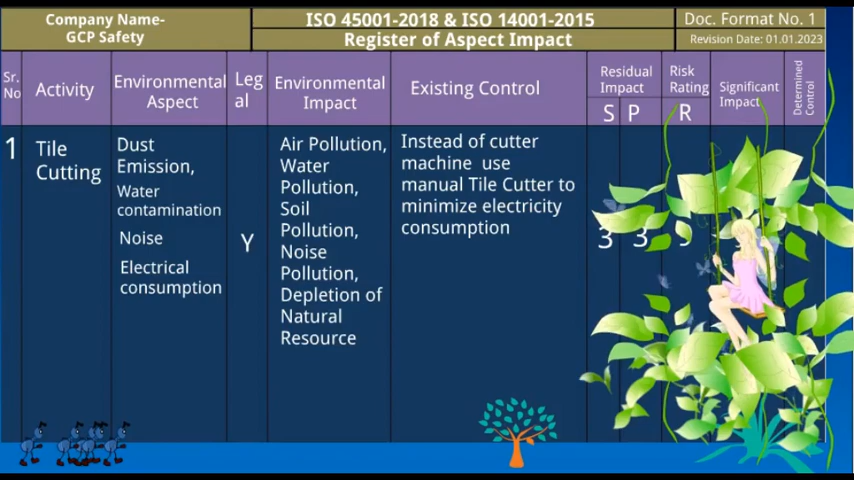 Company Name-
GCP Safety
ISO 45001-2018 & ISO 14001-2015
Register of Aspect Impact
Doc. Format No. 1
Revision Date: 01.01.2023
Sr.
No
Activity
Environmental
Aspect
Leg
al
Environmental
Impact
Existing Control
Residual
Impact
S P
Risk
Rating
R
Significant
Impact
Determined
Control
1
Tile
Cutting
Dust
Emission,
Water
contamination
Noise
Electrical
consumption
Y
Air Pollution,
Water
Pollution,
Soil
Pollution,
Noise
Pollution,
Depletion of
Natural
Resource
Instead of cutter
machine use
manual Tile Cutter to
minimize electricity
consumption
3 3